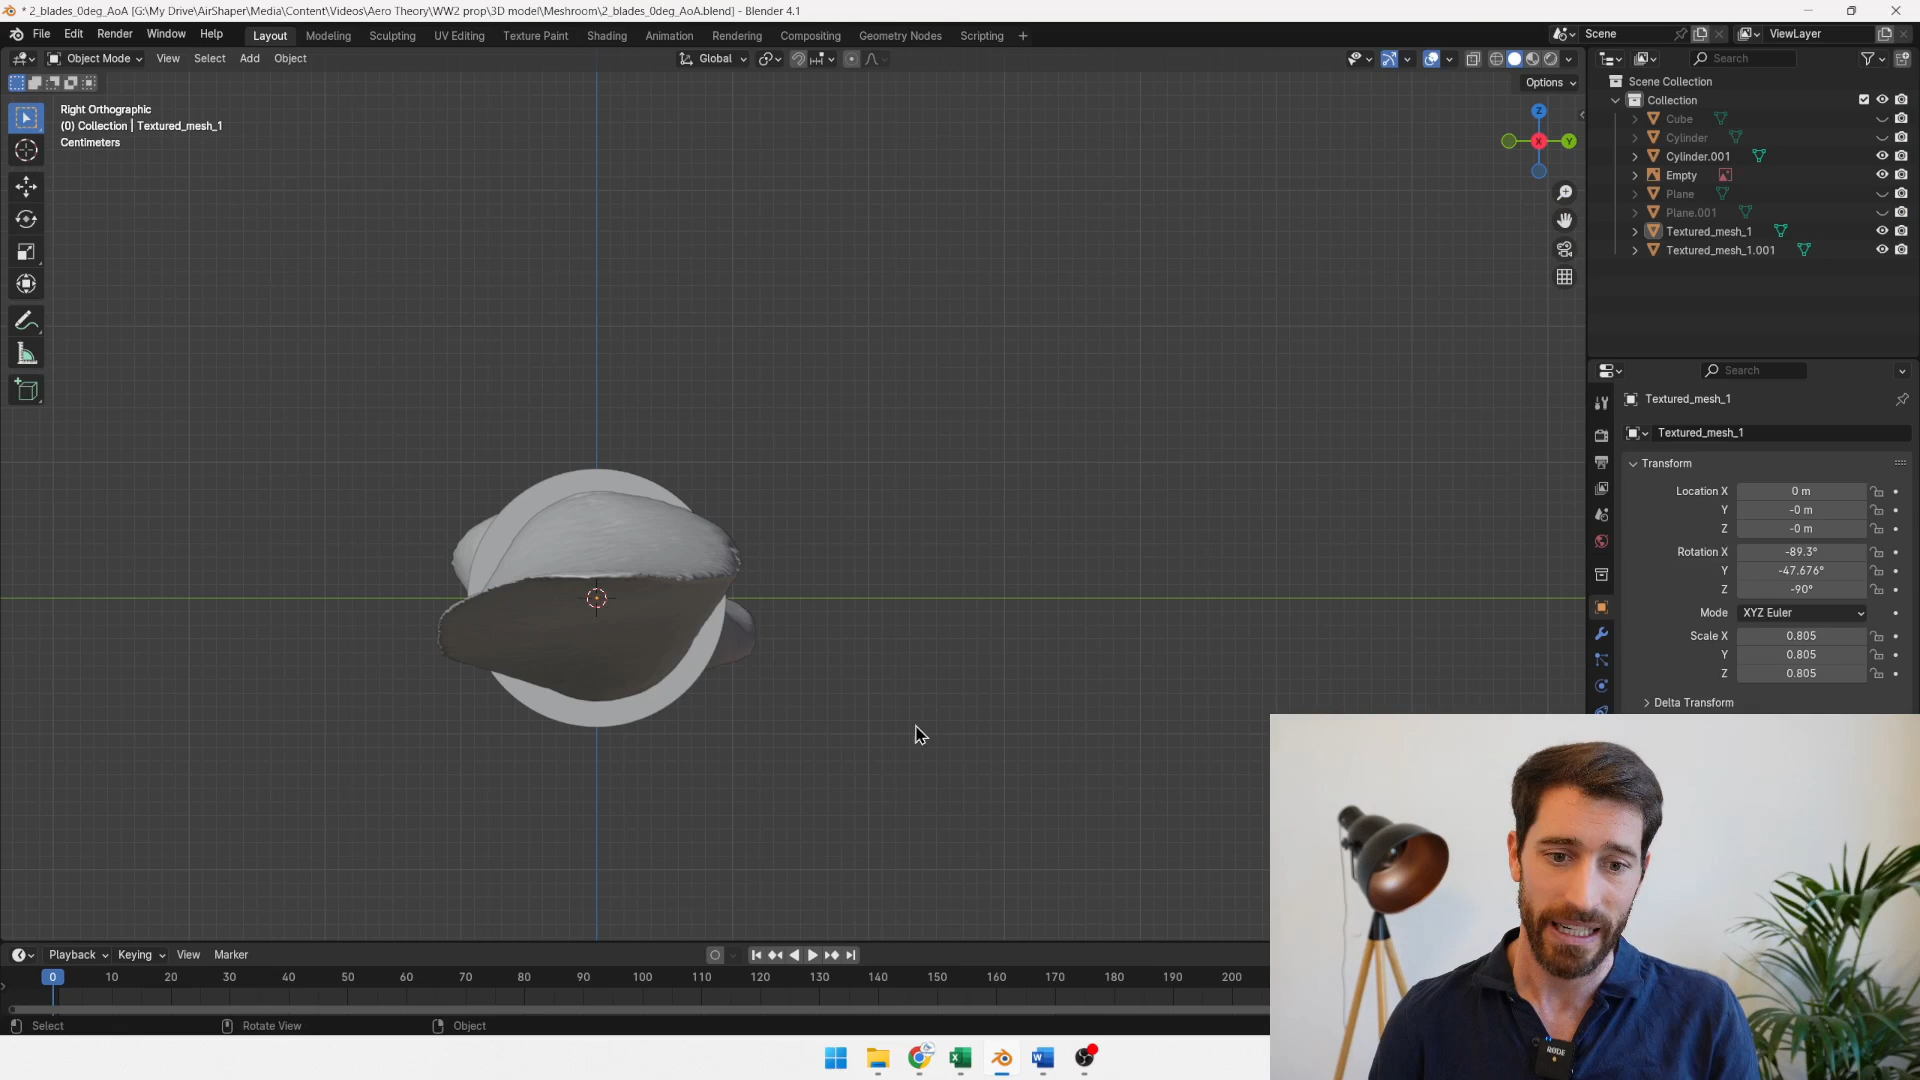 * 2_blades_0deg_AoA [G:\My Drive\AirShaper\Media\Content\Videos\Aero Theory\WW2 prop\3D model\Meshroom\2_blades_0deg_AoA.blend] - Blender 4.1
File Edit Render Window Help Layout Modeling Sculpting UV Editing Texture Paint Shading Animation Rendering Compositing Geometry Nodes Scripting + Scene ViewLayer
Object Mode View Select Add Object Global Search
Options
Right Orthographic
(0) Collection | Textured_mesh_1
Centimeters
Z
X Y
Scene Collection
Collection
Cube
Cylinder
Cylinder.001
Empty
Plane
Plane.001
Textured_mesh_1
Textured_mesh_1.001
Search
Textured_mesh_1
Textured_mesh_1
Transform
Location X 0 m
Y -0 m
Z -0 m
Rotation X -89.3°
Y -47.676°
Z -90°
Mode XYZ Euler
Scale X 0.805
Y 0.805
Z 0.805
Delta Transform
Playback Keying View Marker
0 10 20 30 40 50 60 70 80 90 100 110 120 130 140 150 160 170 180 190 200
Select Rotate View Object
RØDE